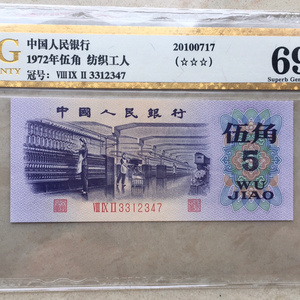 G
中国人民银行
1972年伍角 纺织工人
冠号: Ⅷ Ⅸ Ⅱ 3312347
20100717
(☆☆☆)
69
Superb Ge
中国人民银行
伍角
5
WU
JIAO
Ⅷ Ⅸ Ⅱ 3312347